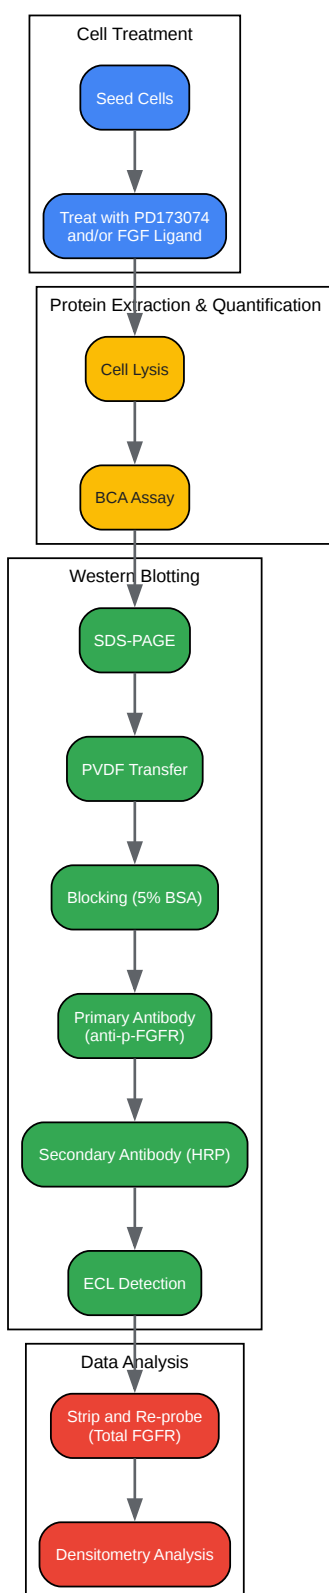 Cell Treatment
Seed Cells
Treat with PD173074
and/or FGF Ligand
Protein Extraction & Quantification
Cell Lysis
BCA Assay
Western Blotting
SDS-PAGE
PVDF Transfer
Blocking (5% BSA)
Primary Antibody
(anti-p-FGFR)
Secondary Antibody (HRP)
ECL Detection
Data Analysis
Strip and Re-probe
(Total FGFR)
Densitometry Analysis